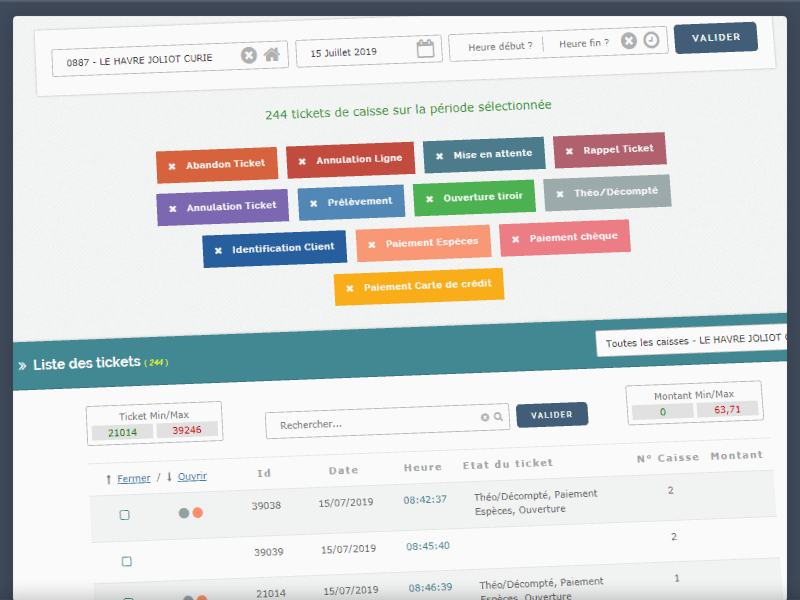 0887 - LE HAVRE JOLIOT CURIE
15 Juillet 2019
Heure début ?
Heure fin ?
VALIDER
244 tickets de caisse sur la période sélectionnée
Abandon Ticket
Annulation Ligne
Mise en attente
Rappel Ticket
Annulation Ticket
Prélèvement
Ouverture tiroir
Théo/Décompté
Identification Client
Paiement Espèces
Paiement chèque
Paiement Carte de crédit
» Liste des tickets ( 244 )
Toutes les caisses - LE HAVRE JOLIOT
Ticket Min/Max
21014 39246
Rechercher...
VALIDER
Montant Min/Max
0 63,71
↑ Fermer / ↓ Ouvrir Id Date Heure Etat du ticket N° Caisse Montant
39038 15/07/2019 08:42:37 Théo/Décompté, Paiement 2
Espèces, Ouverture
39039 15/07/2019 08:45:40 2
21014 15/07/2019 08:46:39 Théo/Décompté, Paiement 1
Espèces, Ouverture